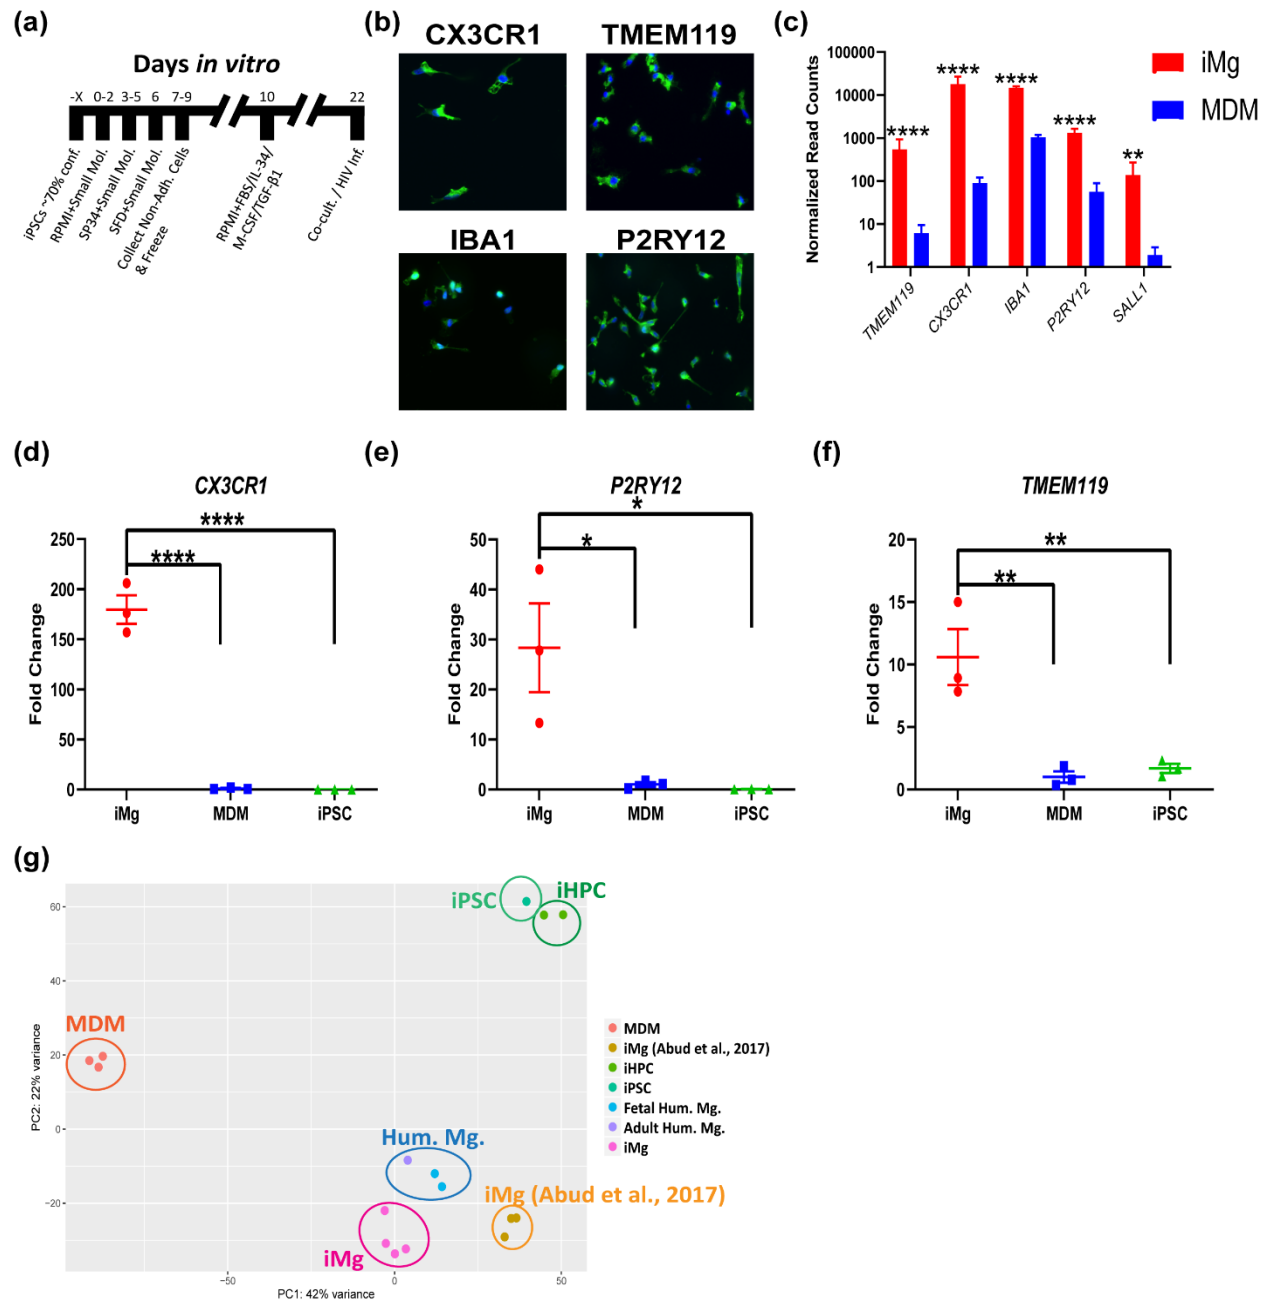 (a)
Days in vitro
-X 0-2 3-5 6 7-9 10 22
iPSCs ~70% conf.
RPMI+Small Mol.
SP34+Small Mol.
SFD+Small Mol.
Collect Non-Adh. Cells
& Freeze
RPMI+FBS/IL-34/
M-CSF/TGF-β1
Co-cult. / HIV Inf.
(b)
CX3CR1
TMEM119
IBA1
P2RY12
(c)
100000
10000
1000
100
10
1
Normalized Read Counts
****
****
****
****
**
TMEM119
CX3CR1
IBA1
P2RY12
SALL1
iMg
MDM
(d)
CX3CR1
****
****
250
200
150
100
50
0
Fold Change
iMg MDM iPSC
(e)
P2RY12
*
*
50
40
30
20
10
0
Fold Change
iMg MDM iPSC
(f)
TMEM119
**
**
20
15
10
5
0
Fold Change
iMg MDM iPSC
(g)
iPSC
iHPC
MDM
Hum. Mg.
iMg (Abud et al., 2017)
iMg
60
40
20
0
−20
PC2: 22% variance
−50 0 50
PC1: 42% variance
MDM
iMg (Abud et al., 2017)
iHPC
iPSC
Fetal Hum. Mg.
Adult Hum. Mg.
iMg